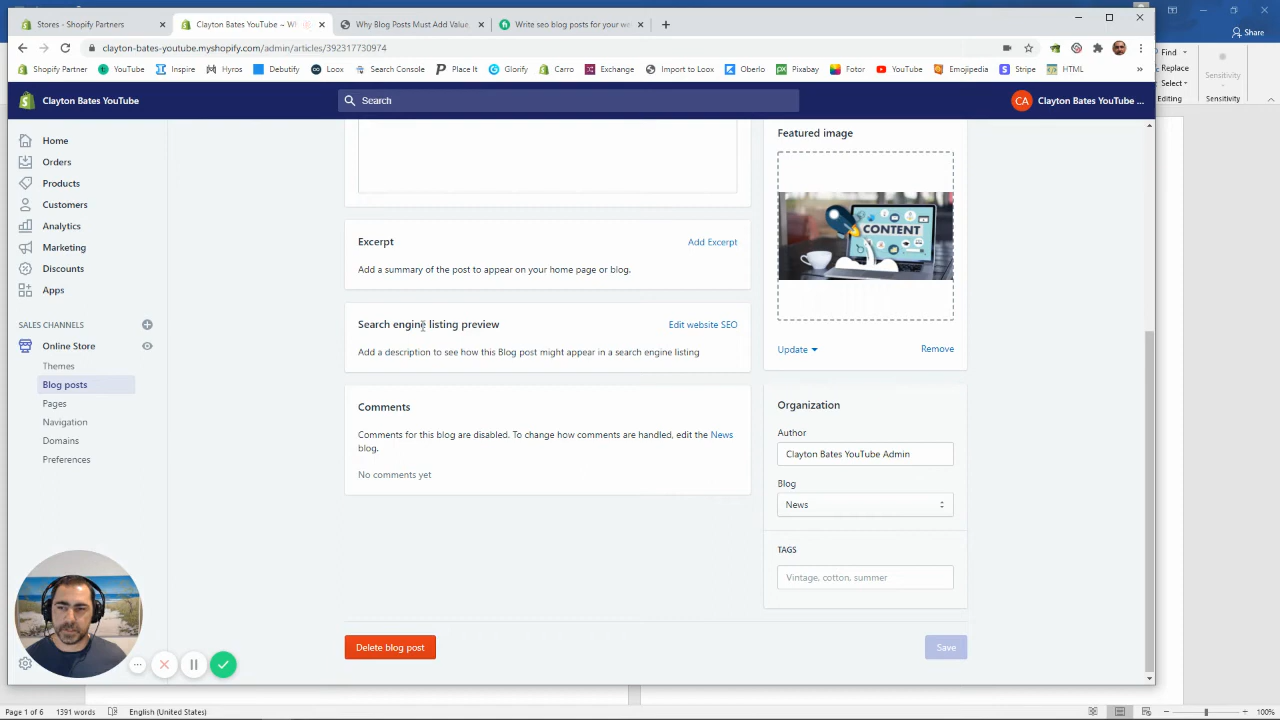 Stores - Shopify Partners
Clayton Bates YouTube ~ Wh
Why Blog Posts Must Add Value
Write seo blog posts for your we
clayton-bates-youtube.myshopify.com/admin/articles/392317730974
Shopify Partner
YouTube
Inspire
Hyros
Debutify
Loox
Search Console
Place It
Glorify
Carro
Exchange
Import to Loox
Oberlo
Pixabay
Fotor
YouTube
Emojipedia
Stripe
HTML
»
Share
Find
Replace
Select
Editing
Sensitivity
Sensitivity
Clayton Bates YouTube
Search
CA
Clayton Bates YouTube ...
Home
Orders
Products
Customers
Analytics
Marketing
Discounts
Apps
SALES CHANNELS
Online Store
Themes
Blog posts
Pages
Navigation
Domains
Preferences
Excerpt
Add Excerpt
Add a summary of the post to appear on your home page or blog.
Search engine listing preview
Edit website SEO
Add a description to see how this Blog post might appear in a search engine listing
Comments
Comments for this blog are disabled. To change how comments are handled, edit the News
blog.
No comments yet
Featured image
CONTENT
Update
Remove
Organization
Author
Clayton Bates YouTube Admin
Blog
News
TAGS
Vintage, cotton, summer
Delete blog post
Save
Page 1 of 6
1391 words
English (United States)
100%